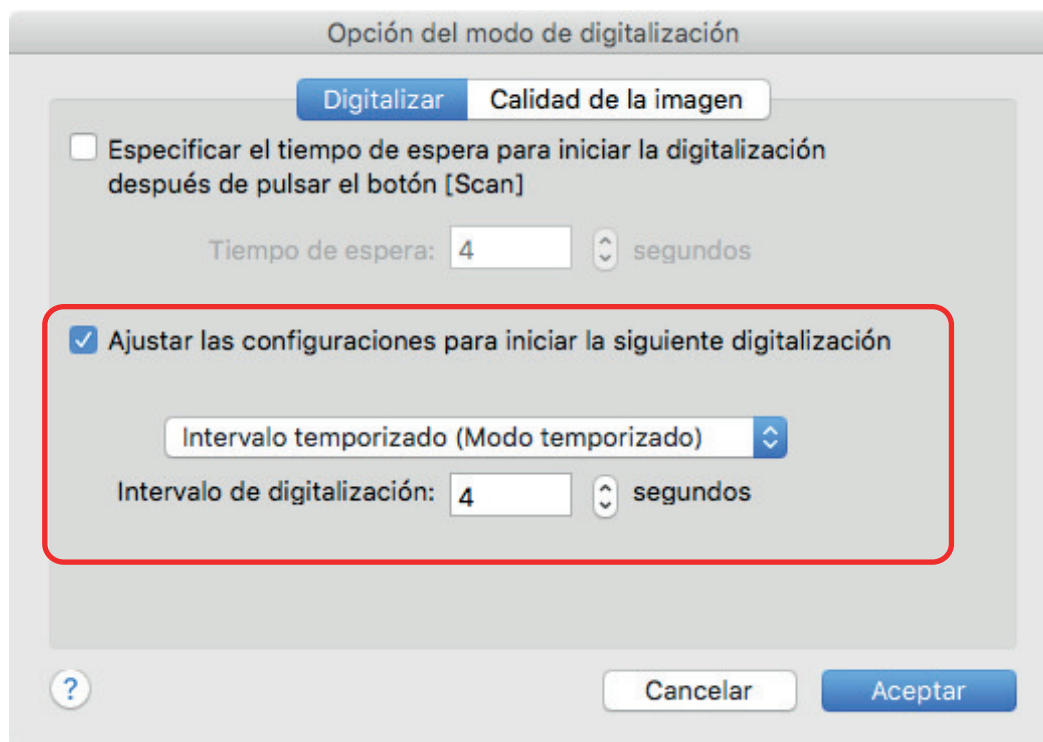 Opción del modo de digitalización
Digitalizar Calidad de la imagen
Especificar el tiempo de espera para iniciar la digitalización
después de pulsar el botón [Scan]
Tiempo de espera: 4 segundos
Ajustar las configuraciones para iniciar la siguiente digitalización
Intervalo temporizado (Modo temporizado)
Intervalo de digitalización: 4 segundos
? Cancelar Aceptar